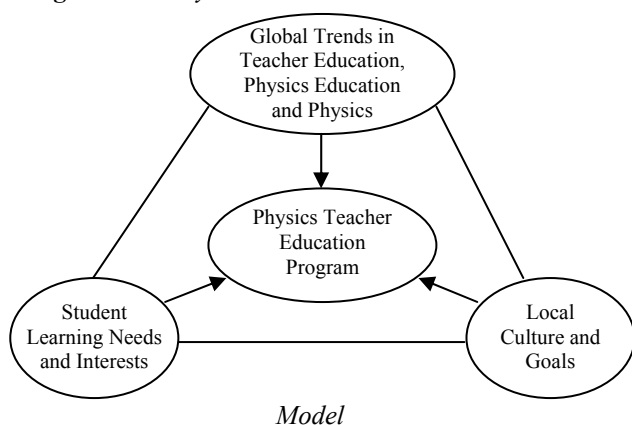 Global Trends in
Teacher Education,
Physics Education
and Physics
Physics Teacher
Education
Program
Student
Learning Needs
and Interests
Local
Culture and
Goals
Model